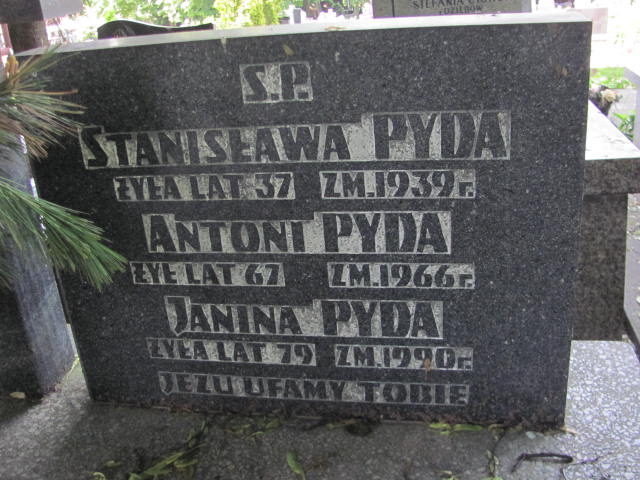 STEFANIA
Ś.P.
STANISŁAWA PYDA
ŻYŁA LAT 37 ZM. 1939 r.
ANTONI PYDA
ŻYŁ LAT 67 ZM. 1966 r.
JANINA PYDA
ŻYŁA LAT 79 ZM. 1990 r.
JEZU UFAMY TOBIE